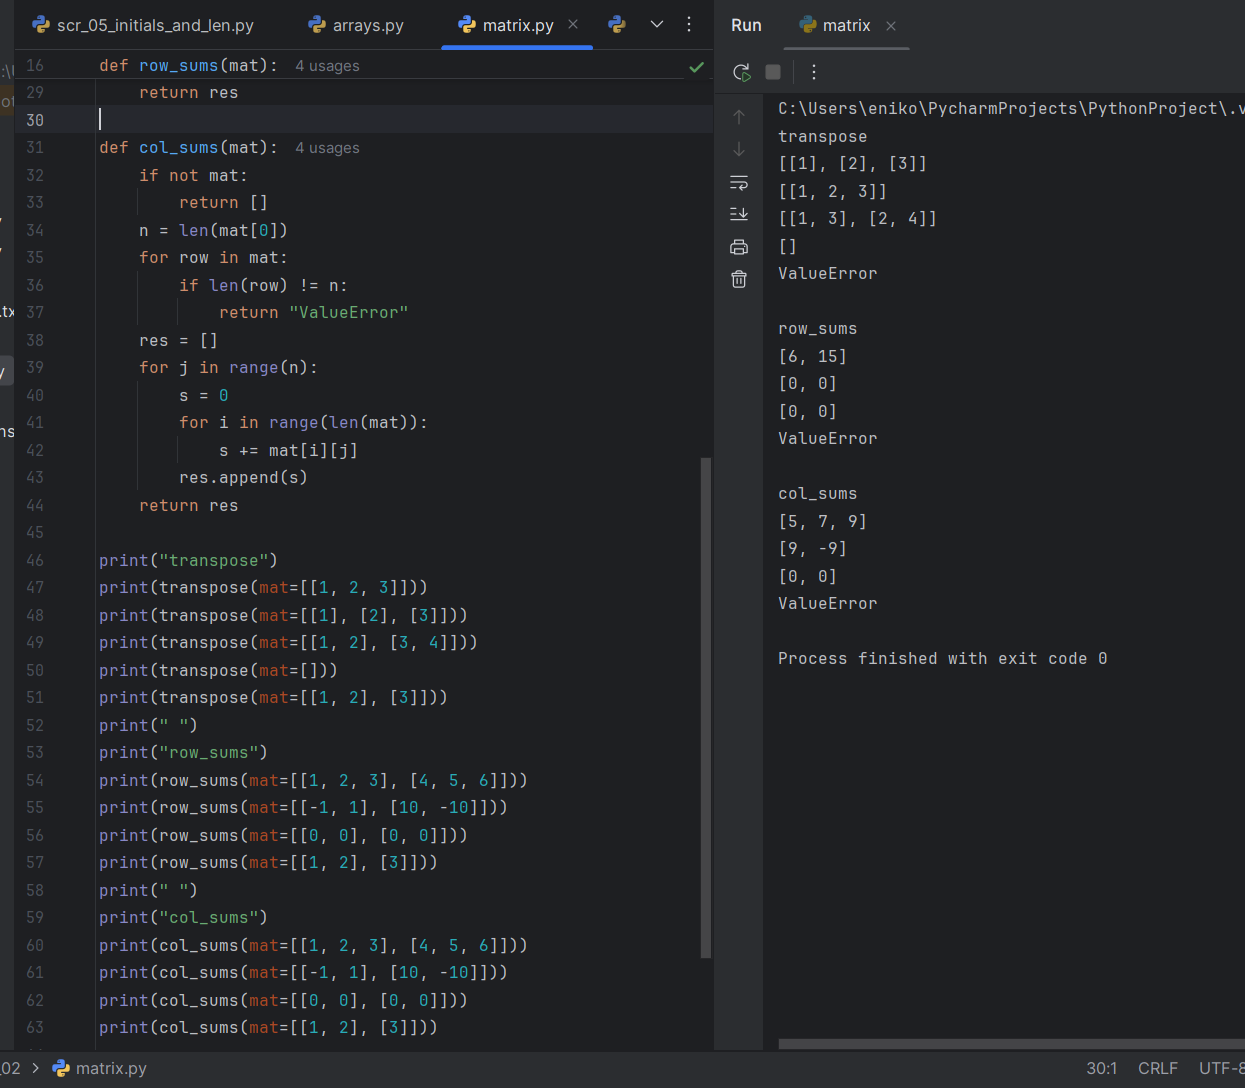 scr_05_initials_and_len.py arrays.py matrix.py
16 def row_sums(mat): 4 usages
29 return res
30
31 def col_sums(mat): 4 usages
32 if not mat:
33 return []
34 n = len(mat[0])
35 for row in mat:
36 if len(row) != n:
37 return "ValueError"
38 res = []
39 for j in range(n):
40 s = 0
41 for i in range(len(mat)):
42 s += mat[i][j]
43 res.append(s)
44 return res
45
46 print("transpose")
47 print(transpose(mat=[[1, 2, 3]]))
48 print(transpose(mat=[[1], [2], [3]]))
49 print(transpose(mat=[[1, 2], [3, 4]]))
50 print(transpose(mat=[]))
51 print(transpose(mat=[[1, 2], [3]]))
52 print(" ")
53 print("row_sums")
54 print(row_sums(mat=[[1, 2, 3], [4, 5, 6]]))
55 print(row_sums(mat=[[-1, 1], [10, -10]]))
56 print(row_sums(mat=[[0, 0], [0, 0]]))
57 print(row_sums(mat=[[1, 2], [3]]))
58 print(" ")
59 print("col_sums")
60 print(col_sums(mat=[[1, 2, 3], [4, 5, 6]]))
61 print(col_sums(mat=[[-1, 1], [10, -10]]))
62 print(col_sums(mat=[[0, 0], [0, 0]]))
63 print(col_sums(mat=[[1, 2], [3]]))
Run matrix
C:\Users\eniko\PycharmProjects\PythonProject\.v
transpose
[[1], [2], [3]]
[[1, 2, 3]]
[[1, 3], [2, 4]]
[]
ValueError
row_sums
[6, 15]
[0, 0]
[0, 0]
ValueError
col_sums
[5, 7, 9]
[9, -9]
[0, 0]
ValueError
Process finished with exit code 0
_02 matrix.py
30:1 CRLF UTF-8